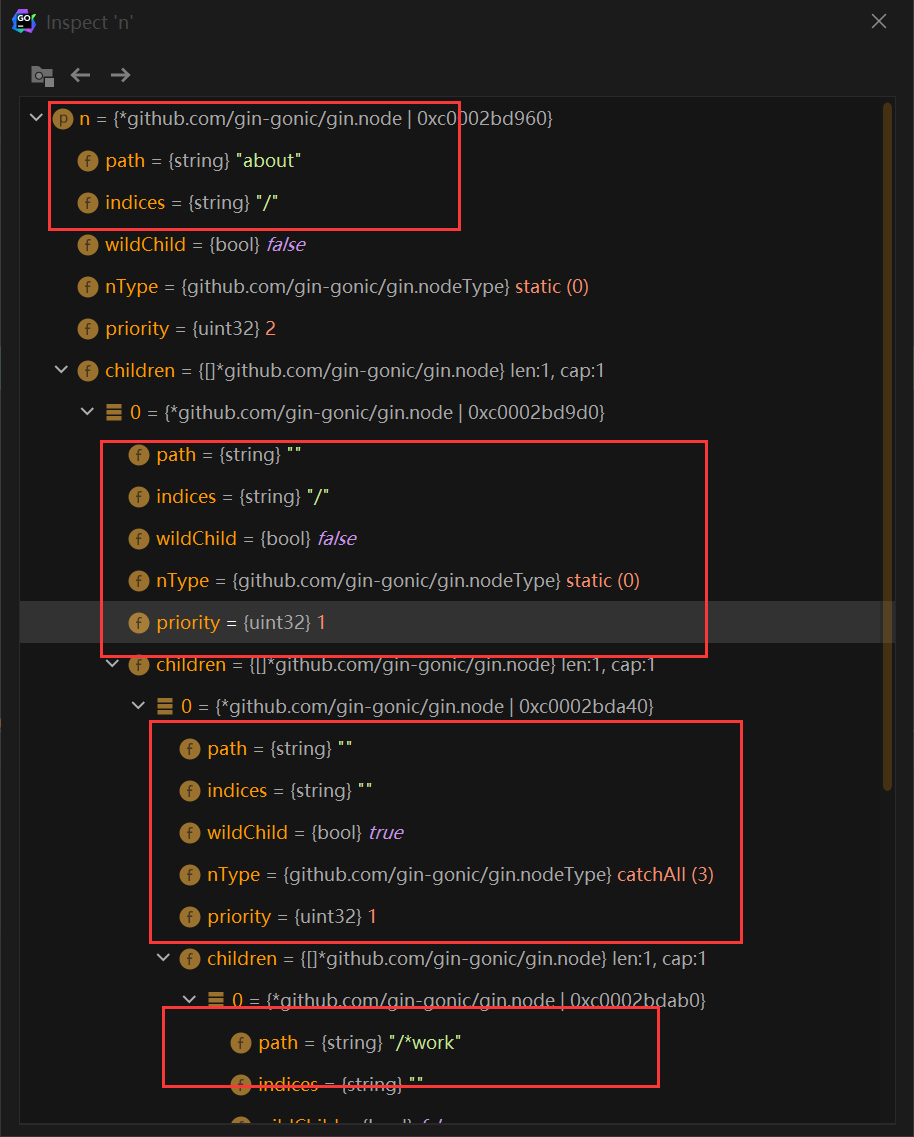 GO
Inspect 'n'
p n = {*github.com/gin-gonic/gin.node | 0xc0002bd960}
f path = {string} "about"
f indices = {string} "/"
f wildChild = {bool} false
f nType = {github.com/gin-gonic/gin.nodeType} static (0)
f priority = {uint32} 2
f children = {[]*github.com/gin-gonic/gin.node} len:1, cap:1
0 = {*github.com/gin-gonic/gin.node | 0xc0002bd9d0}
f path = {string} ""
f indices = {string} "/"
f wildChild = {bool} false
f nType = {github.com/gin-gonic/gin.nodeType} static (0)
f priority = {uint32} 1
f children = {[]*github.com/gin-gonic/gin.node} len:1, cap:1
0 = {*github.com/gin-gonic/gin.node | 0xc0002bda40}
f path = {string} ""
f indices = {string} ""
f wildChild = {bool} true
f nType = {github.com/gin-gonic/gin.nodeType} catchAll (3)
f priority = {uint32} 1
f children = {[]*github.com/gin-gonic/gin.node} len:1, cap:1
0 = {*github.com/gin-gonic/gin.node | 0xc0002bdab0}
f path = {string} "/*work"
f indices = {string} ""